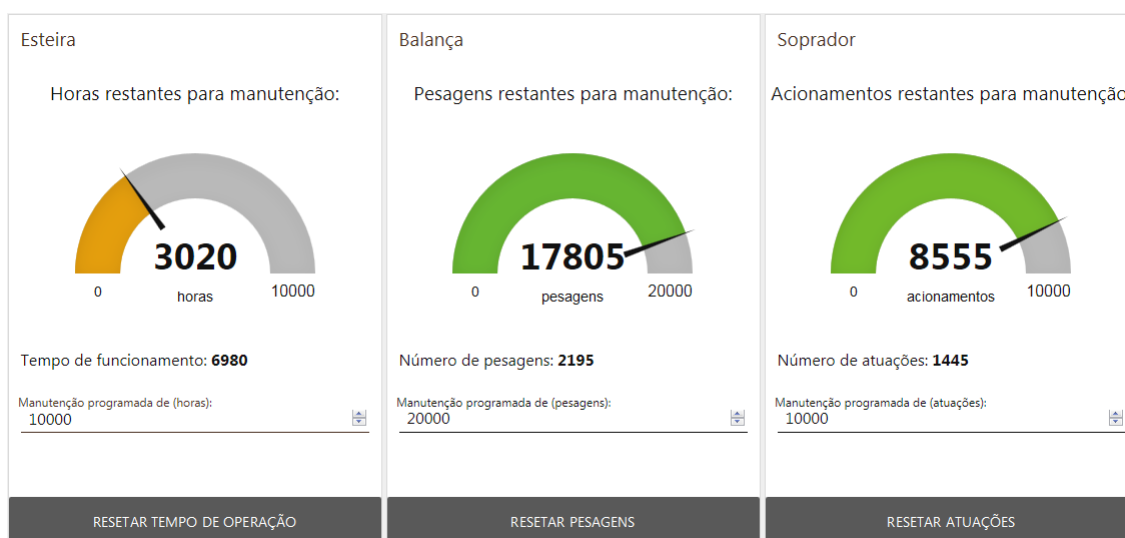 Esteira
Horas restantes para manutenção:
3020
0
horas
10000
Tempo de funcionamento: 6980
Manutenção programada de (horas):
10000
RESETAR TEMPO DE OPERAÇÃO
Balança
Pesagens restantes para manutenção:
17805
0
pesagens
20000
Número de pesagens: 2195
Manutenção programada de (pesagens):
20000
RESETAR PESAGENS
Soprador
Acionamentos restantes para manutenção
8555
0
acionamentos
10000
Número de atuações: 1445
Manutenção programada de (atuações):
10000
RESETAR ATUAÇÕES